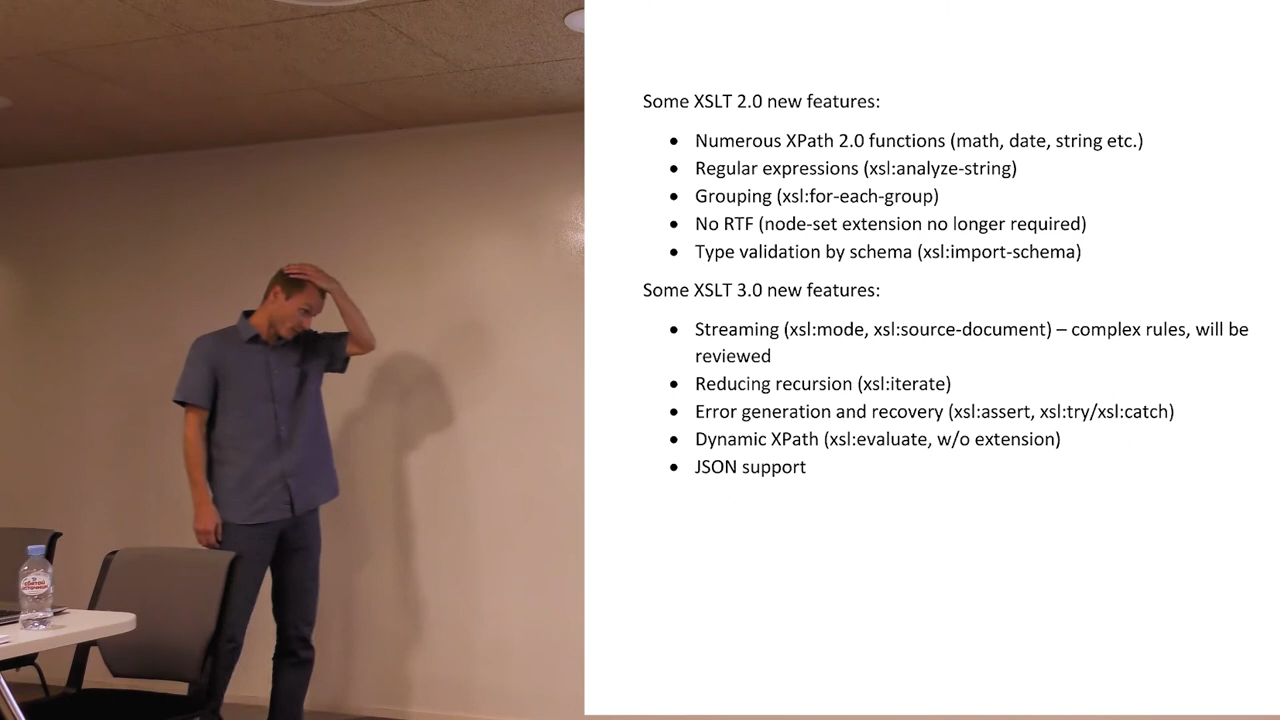 Some XSLT 2.0 new features:
• Numerous XPath 2.0 functions (math, date, string etc.)
• Regular expressions (xsl:analyze-string)
• Grouping (xsl:for-each-group)
• No RTF (node-set extension no longer required)
• Type validation by schema (xsl:import-schema)
Some XSLT 3.0 new features:
• Streaming (xsl:mode, xsl:source-document) – complex rules, will be
reviewed
• Reducing recursion (xsl:iterate)
• Error generation and recovery (xsl:assert, xsl:try/xsl:catch)
• Dynamic XPath (xsl:evaluate, w/o extension)
• JSON support